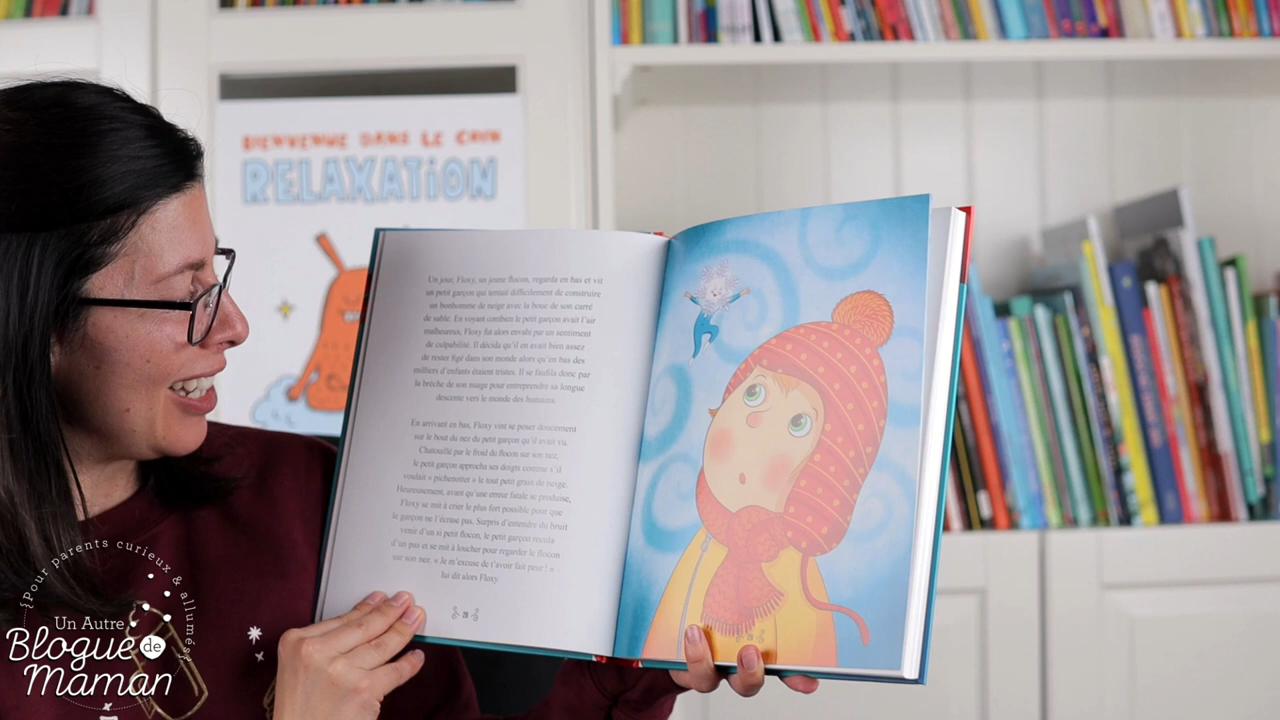 BIENVENUE DANS LE COIN
RELAXATION
Un jour, Floxy, un jeune flocon, regarda en bas et vit
un petit garçon qui tentait difficilement de construire
un bonhomme de neige avec la boue de son carré
de sable. En voyant combien le petit garçon avait l'air
malheureux, Floxy fut alors envahi par un sentiment
de culpabilité. Il décida qu'il en avait bien assez
de rester figé dans son monde alors qu'en bas des
milliers d'enfants étaient tristes. Il se faufila donc par
la brèche de son nuage pour entreprendre sa longue
descente vers le monde des humains.
En arrivant en bas, Floxy vint se poser doucement
sur le bout du nez du petit garçon qu'il avait vu.
Chatouillé par le froid du flocon sur son nez,
le petit garçon approcha ses doigts comme s'il
voulait « pichenotter » le tout petit grain de neige.
Heureusement, avant qu'une erreur fatale se produise,
Floxy se mit à crier le plus fort possible pour que
le garçon ne l'écrase pas. Surpris d'entendre du bruit
venir d'un si petit flocon, le petit garçon recula
d'un pas et se mit à loucher pour regarder le flocon
sur son nez. « Je m'excuse de t'avoir fait peur ! »
lui dit alors Floxy.
28
{Pour parents curieux & allumés}
Un Autre
Blogue de
Maman